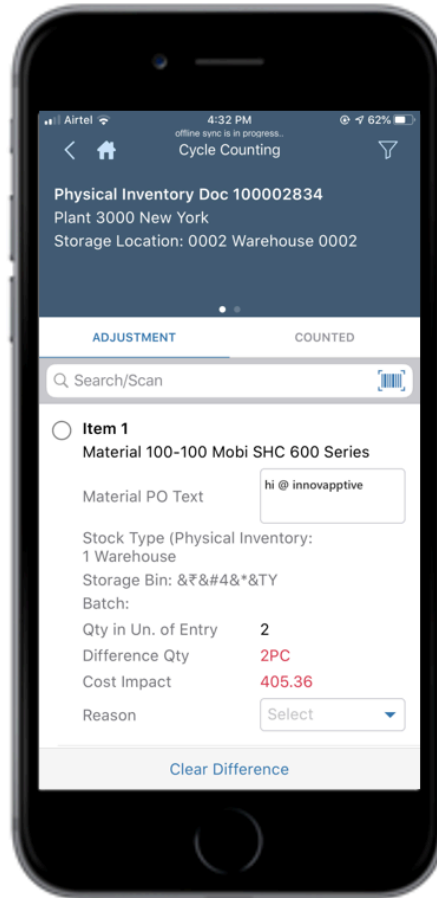 Airtel 4:32 PM 62%
offline sync is in progress..
Cycle Counting
Physical Inventory Doc 100002834
Plant 3000 New York
Storage Location: 0002 Warehouse 0002
ADJUSTMENT COUNTED
Search/Scan
Item 1
Material 100-100 Mobi SHC 600 Series
Material PO Text hi @ innovapptive
Stock Type (Physical Inventory:
1 Warehouse
Storage Bin: &₹&#4&*&TY
Batch:
Qty in Un. of Entry 2
Difference Qty 2PC
Cost Impact 405.36
Reason Select
Clear Difference